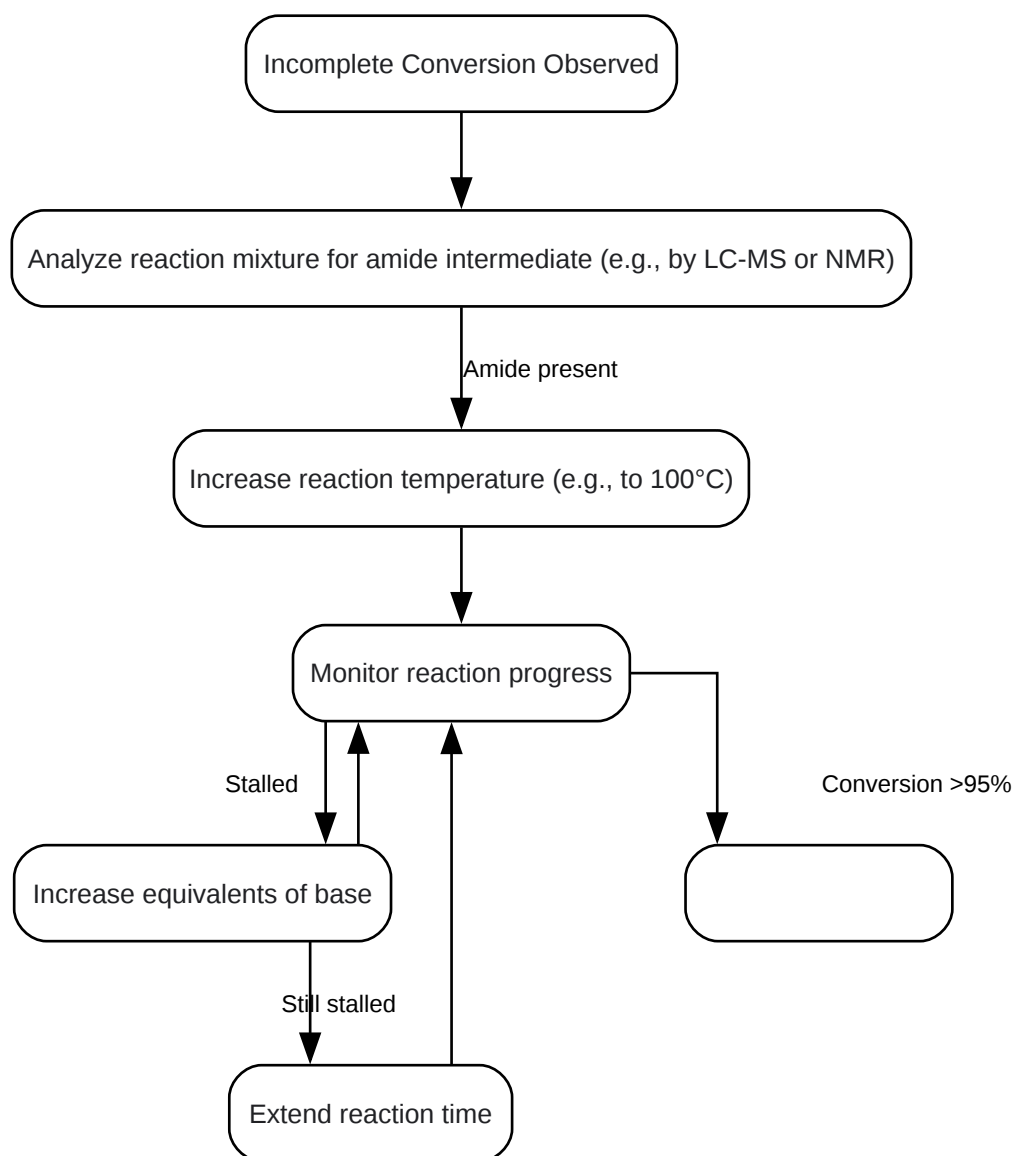 Incomplete Conversion Observed
Analyze reaction mixture for amide intermediate (e.g., by LC-MS or NMR)
Amide present
Increase reaction temperature (e.g., to 100°C)
Monitor reaction progress
Stalled
Conversion >95%
Increase equivalents of base
Still stalled
Extend reaction time